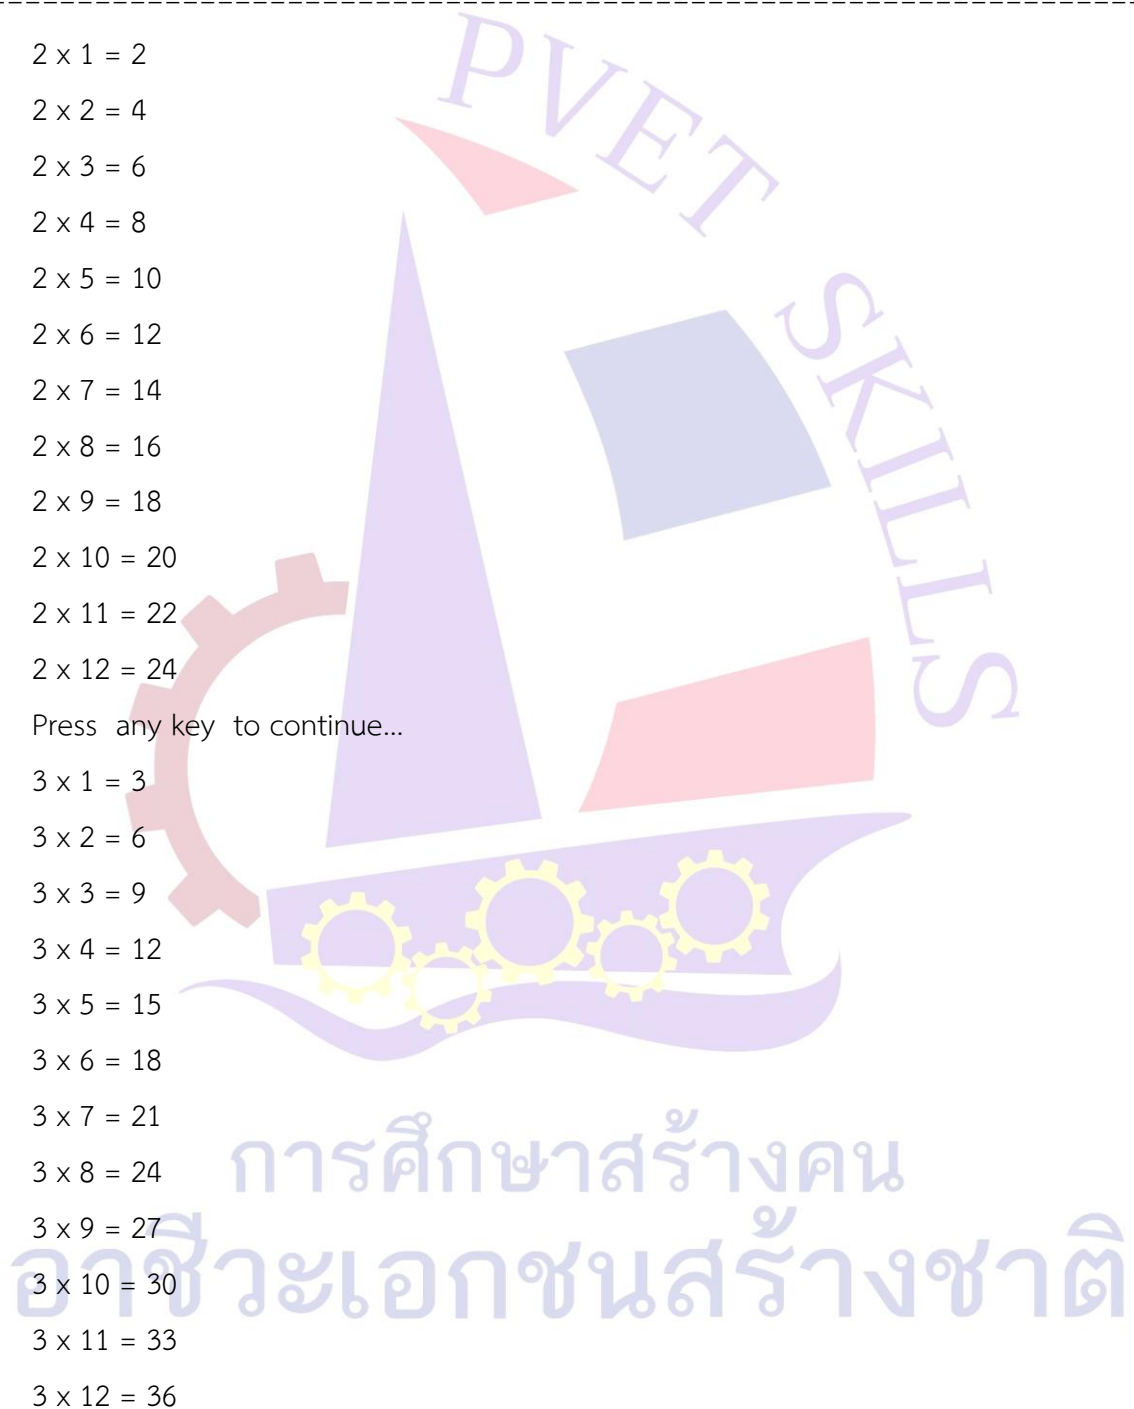 2 x 1 = 2
2 x 2 = 4
2 x 3 = 6
2 x 4 = 8
2 x 5 = 10
2 x 6 = 12
2 x 7 = 14
2 x 8 = 16
2 x 9 = 18
2 x 10 = 20
2 x 11 = 22
2 x 12 = 24
Press any key to continue...
3 x 1 = 3
3 x 2 = 6
3 x 3 = 9
3 x 4 = 12
3 x 5 = 15
3 x 6 = 18
3 x 7 = 21
3 x 8 = 24
3 x 9 = 27
3 x 10 = 30
3 x 11 = 33
3 x 12 = 36
PVET SKILLS
การศึกษาสร้างคน
อาชีวะเอกชนสร้างชาติ